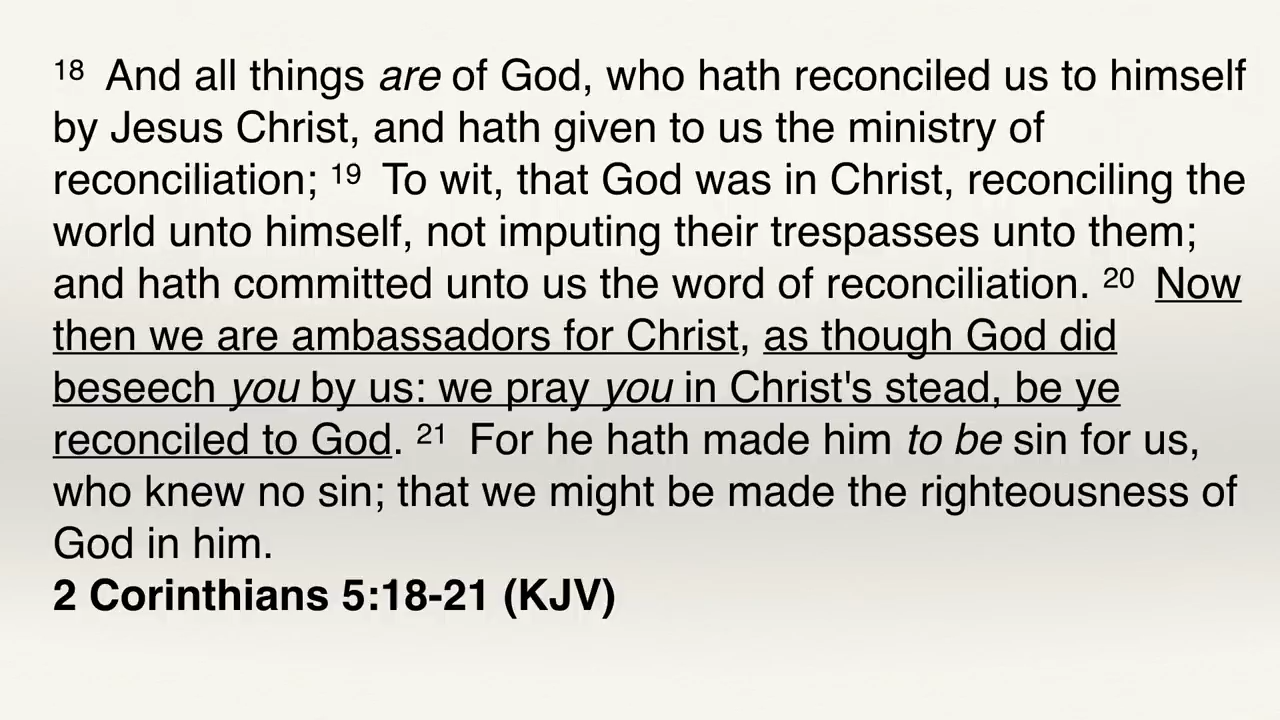 18 And all things are of God, who hath reconciled us to himself
by Jesus Christ, and hath given to us the ministry of
reconciliation; 19 To wit, that God was in Christ, reconciling the
world unto himself, not imputing their trespasses unto them;
and hath committed unto us the word of reconciliation. 20 Now
then we are ambassadors for Christ, as though God did
beseech you by us: we pray you in Christ's stead, be ye
reconciled to God. 21 For he hath made him to be sin for us,
who knew no sin; that we might be made the righteousness of
God in him.
2 Corinthians 5:18-21 (KJV)